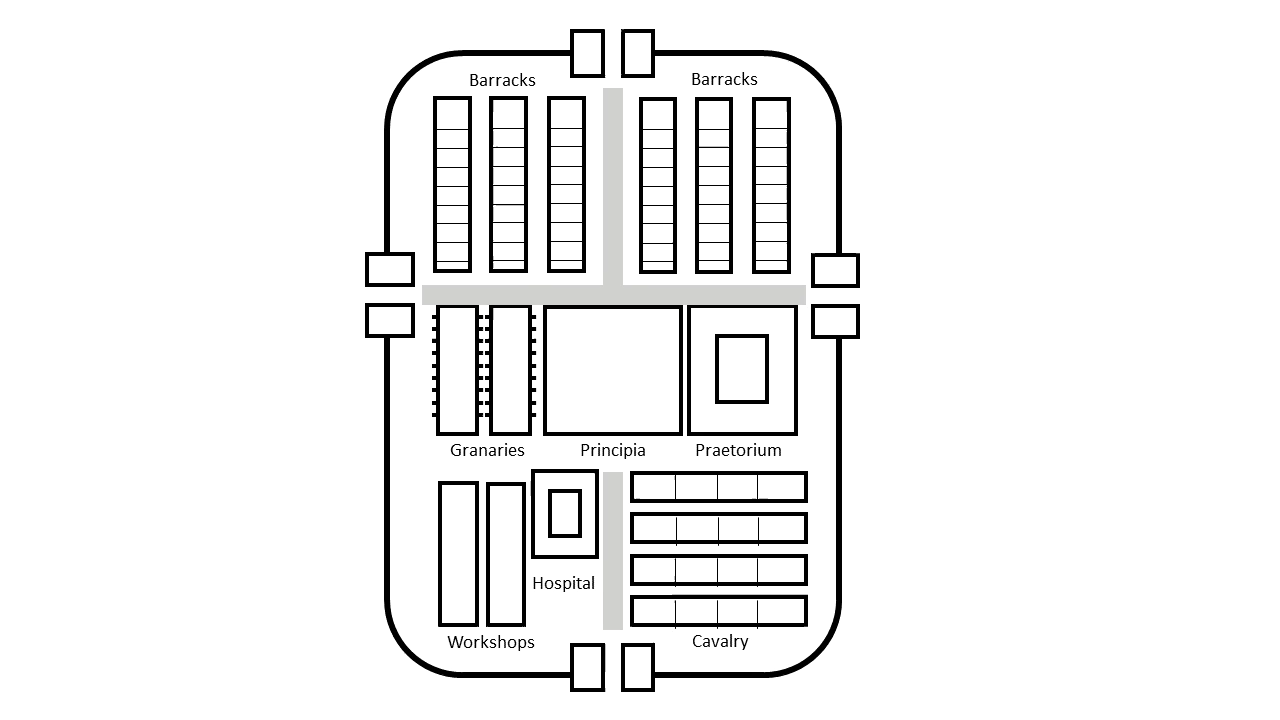 Barracks
Barracks
Granaries
Principia
Praetorium
Hospital
Workshops
Cavalry